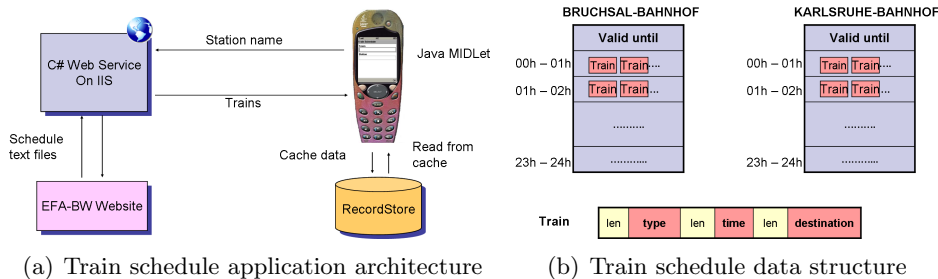 Station name
C# Web Service
On IIS
Java MIDLet
Trains
Schedule
text files
Cache data
Read from
cache
EFA-BW Website
RecordStore
(a) Train schedule application architecture
BRUCHSAL-BAHNHOF
KARLSRUHE-BAHNHOF
Valid until
Valid until
00h – 01h Train Train ....
00h – 01h Train Train ....
01h – 02h Train Train
01h – 02h Train Train
..........
..........
23h – 24h ...........
23h – 24h ...........
Train len type len time len destination
(b) Train schedule data structure